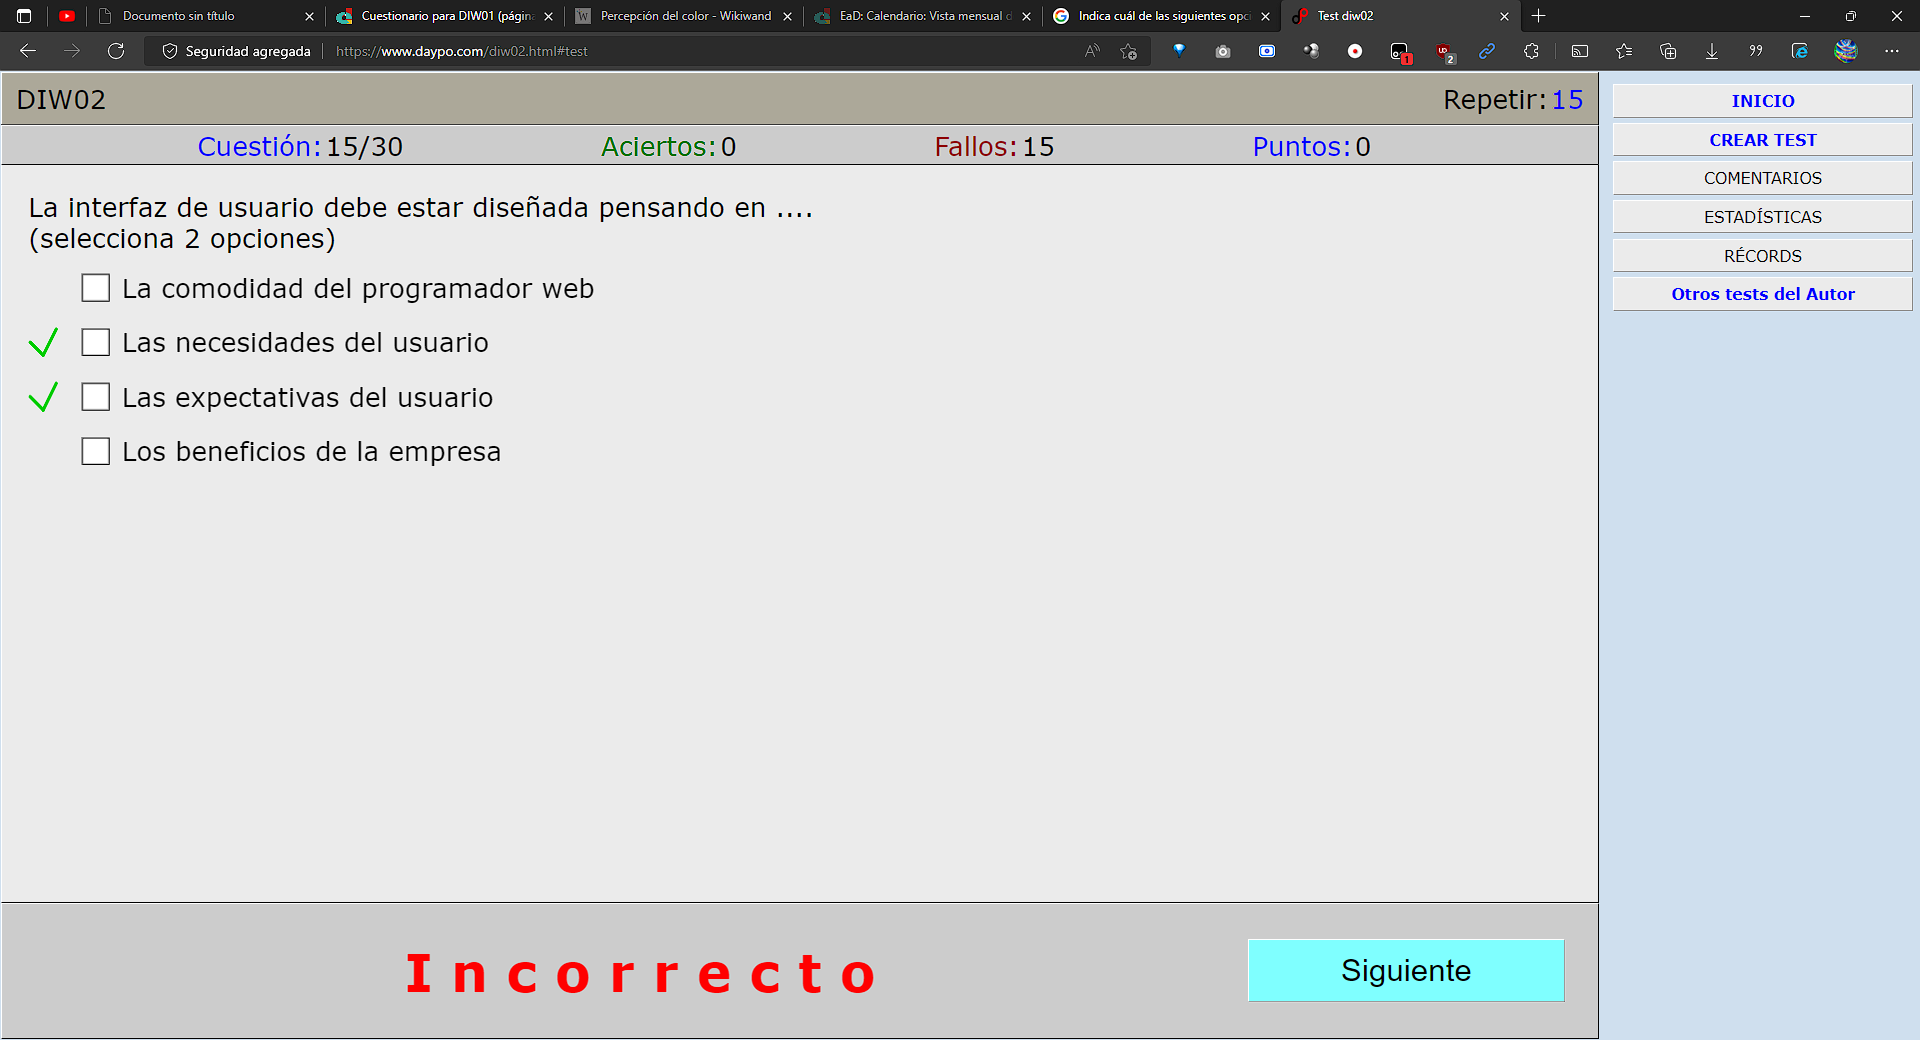 Documento sin título
Cuestionario para DIW01 (págin
Percepción del color - Wikiwand
EaD: Calendario: Vista mensual d
Indica cuál de las siguientes opc
Test diw02
Seguridad agregada
https://www.daypo.com/diw02.html#test
1
2
DIW02
Repetir: 15
Cuestión: 15/30
Aciertos: 0
Fallos: 15
Puntos: 0
La interfaz de usuario debe estar diseñada pensando en ....
(selecciona 2 opciones)
La comodidad del programador web
Las necesidades del usuario
Las expectativas del usuario
Los beneficios de la empresa
Incorrecto
Siguiente
INICIO
CREAR TEST
COMENTARIOS
ESTADÍSTICAS
RÉCORDS
Otros tests del Autor